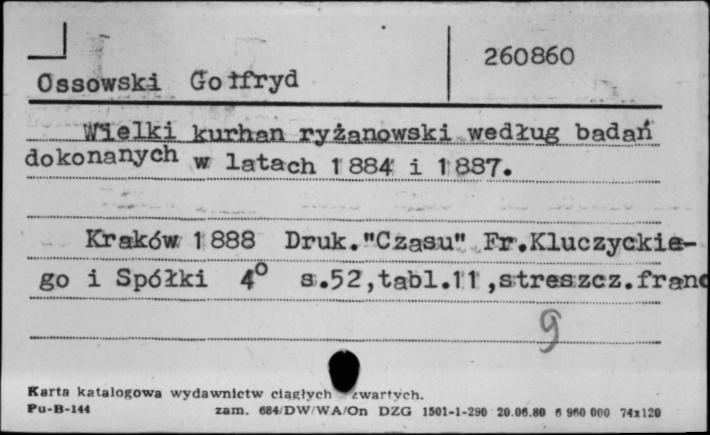 260860
Ossowski Gotfryd
Wielki kurhan ryżanowski według badań
dokonanych w latach 1884 i 1887.
Kraków 1888 Druk."Czasu" Fr.Kluczyckie-
go i Spółki 4° s.52,tabl.11,streszcz.franc
9
Karta katalogowa wydawnictw ciągłych zwartych.
Pu-B-144 zam. 684/DW/WA/On DZG 1501-1-290 20.06.80 6 960 000 74x120